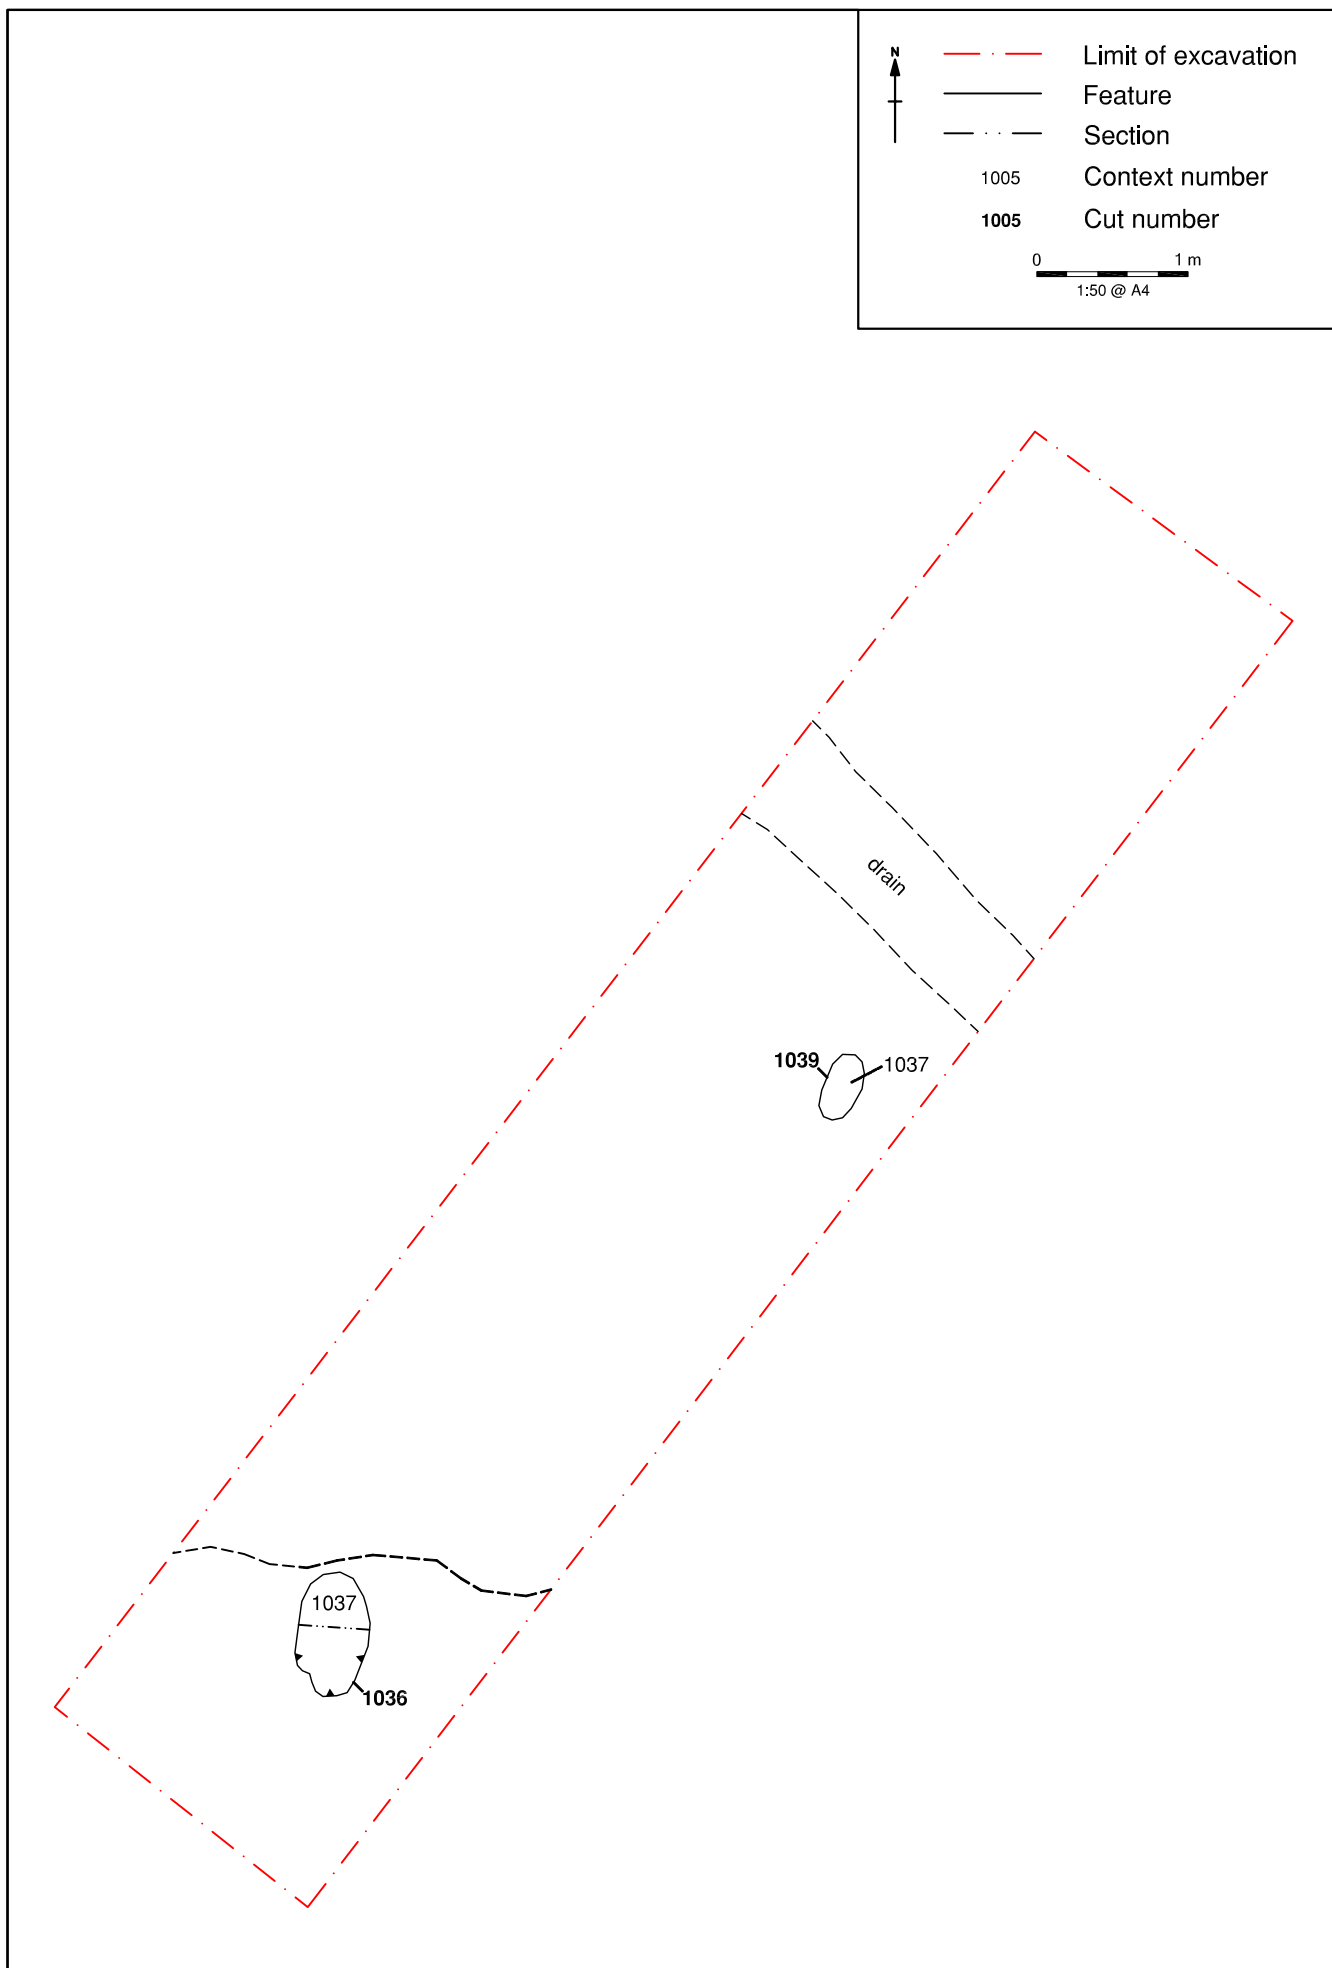 N
Limit of excavation
Feature
Section
1005 Context number
1005 Cut number
0 1 m
1:50 @ A4
drain
1039 1037
1037
1036